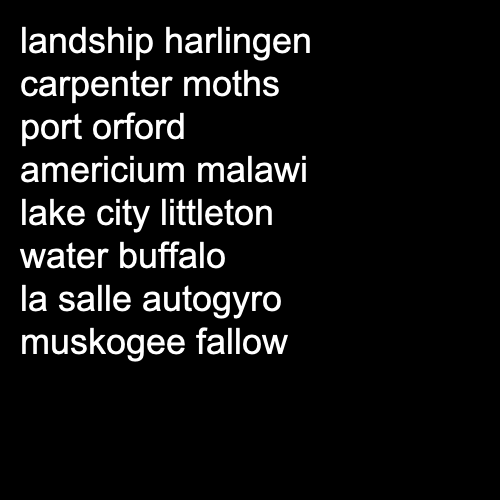 landship harlingen
carpenter moths
port orford
americium malawi
lake city littleton
water buffalo
la salle autogyro
muskogee fallow